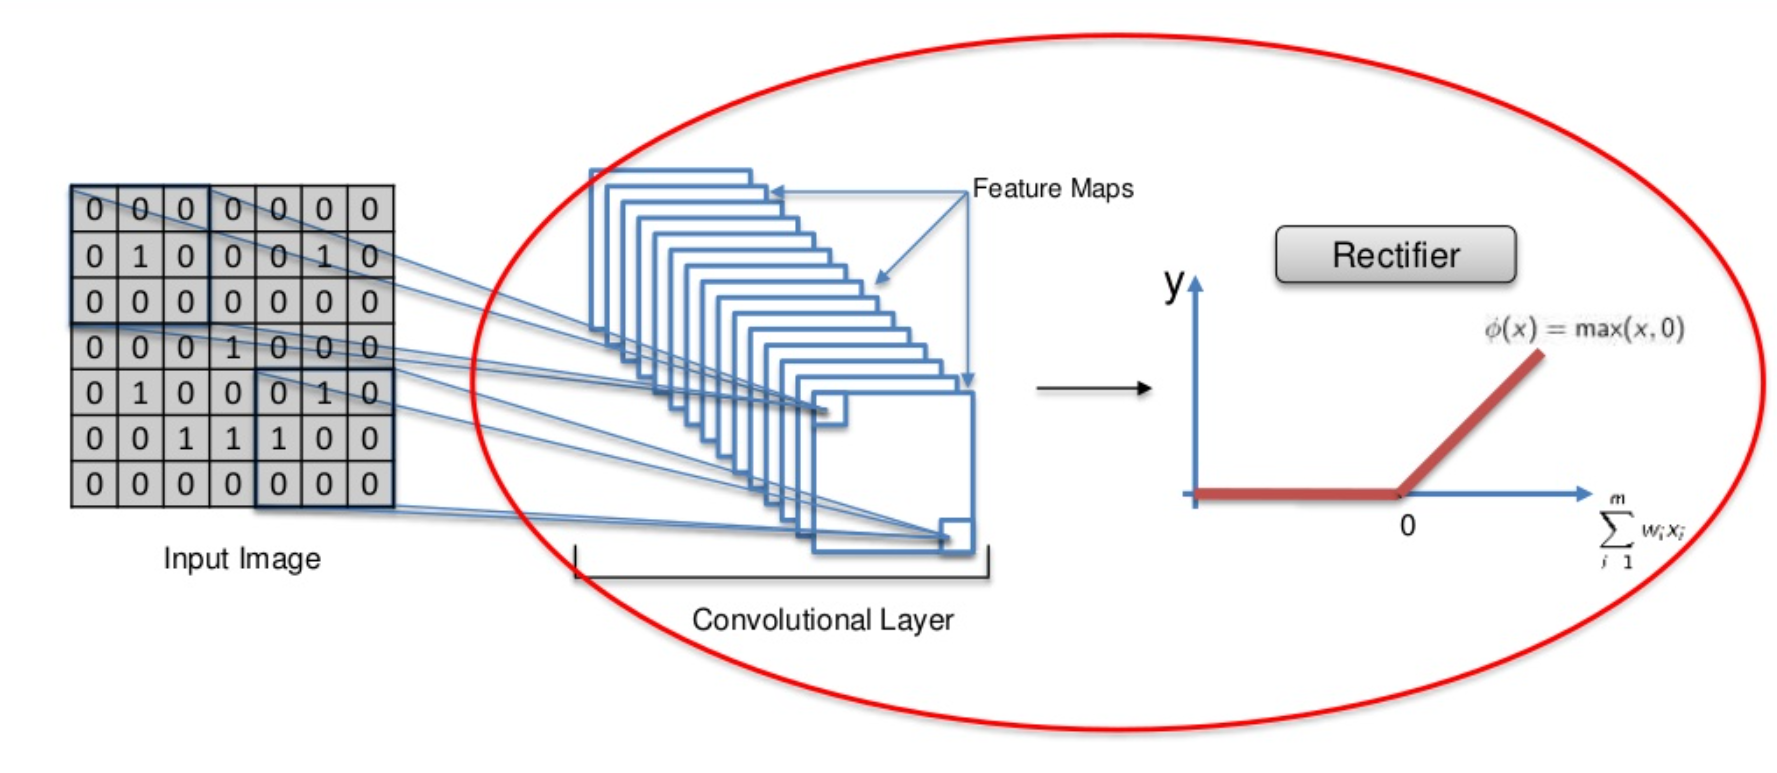 0 0 0 0 0 0 0
0 1 0 0 0 1 0
0 0 0 0 0 0 0
0 0 0 1 0 0 0
0 1 0 0 0 1 0
0 0 1 1 1 0 0
0 0 0 0 0 0 0
Input Image
Feature Maps
Convolutional Layer
Rectifier
y
ϕ(x) = max(x, 0)
0
m
∑ wᵢxᵢ
i 1